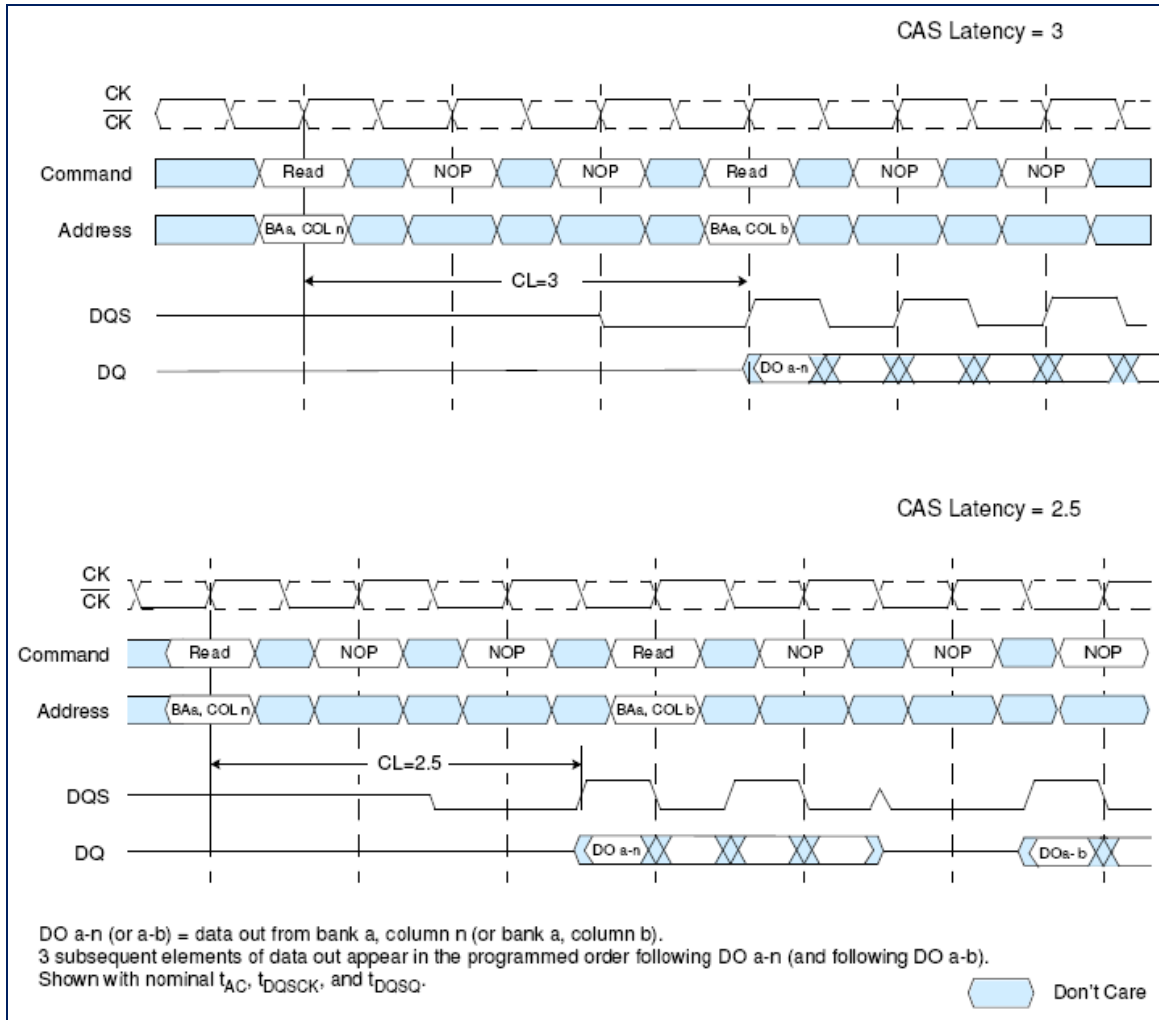 CAS Latency = 3
CK
CK
Command Read NOP NOP Read NOP NOP
Address BAa, COL n BAa, COL b
CL=3
DQS
DQ DO a-n
CAS Latency = 2.5
CK
CK
Command Read NOP NOP Read NOP NOP NOP
Address BAa, COL n BAa, COL b
CL=2.5
DQS
DQ DO a-n DOa- b
DO a-n (or a-b) = data out from bank a, column n (or bank a, column b).
3 subsequent elements of data out appear in the programmed order following DO a-n (and following DO a-b).
Shown with nominal tAC, tDQSCK, and tDQSQ.
Don't Care